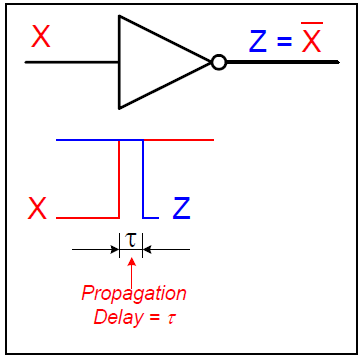 X
Z = X̅
X
Z
τ
Propagation
Delay = τ